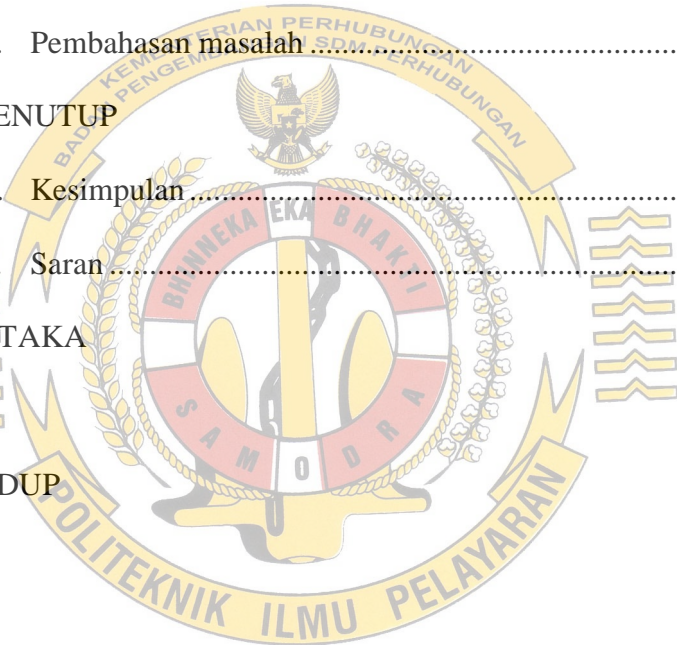 KEMENTERIAN PERHUBUNGAN
BADAN PENGEMBANGAN SDM PERHUBUNGAN
. Pembahasan masalah ....................................................
ENUTUP
. Kesimpulan ....................................................
Saran ....................................................
TAKA
DUP
BHINNEKA EKA BHAKTI
SAMODRA
POLITEKNIK ILMU PELAYARAN